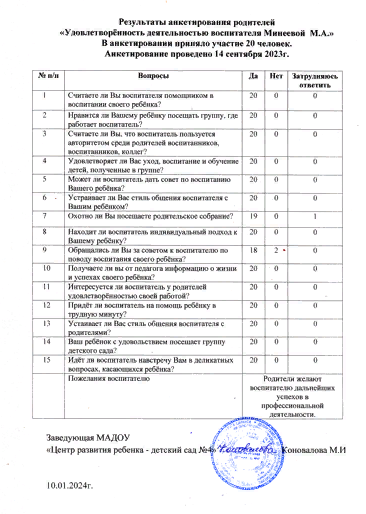 Результаты анкетирования родителей
«Удовлетворённость деятельностью воспитателя Минеевой М.А.»
В анкетировании приняло участие 20 человек.
Анкетирование проведено 14 сентября 2023г.
№ п/п Вопросы Да Нет Затрудняюсь
ответить
1 Считаете ли Вы воспитателя помощником в 20 0 0
воспитании своего ребёнка?
2 Нравится ли Вашему ребёнку посещать группу, где 20 0 0
работает воспитатель?
3 Считаете ли Вы, что воспитатель пользуется 20 0 0
авторитетом среди родителей воспитанников,
воспитанников, коллег?
4 Удовлетворяет ли Вас уход, воспитание и обучение 20 0 0
детей, полученные в группе?
5 Может ли воспитатель дать совет по воспитанию 20 0 0
Вашего ребёнка?
6 Устраивает ли Вас стиль общения воспитателя с 20 0 0
Вашим ребёнком?
7 Охотно ли Вы посещаете родительское собрание? 19 0 1
8 Находит ли воспитатель индивидуальный подход к 20 0 0
Вашему ребёнку?
9 Обращались ли Вы за советом к воспитателю по 18 2 0
поводу воспитания своего ребёнка?
10 Получаете ли вы от педагога информацию о жизни 20 0 0
и успехах своего ребёнка?
11 Интересуется ли воспитатель у родителей 20 0 0
удовлетворённостью своей работой?
12 Придёт ли воспитатель на помощь ребёнку в 20 0 0
трудную минуту?
13 Устаивает ли Вас стиль общения воспитателя с 20 0 0
родителями?
14 Ваш ребёнок с удовольствием посещает группу 20 0 0
детского сада?
15 Идёт ли воспитатель навстречу Вам в деликатных 20 0 0
вопросах, касающихся ребёнка?
Пожелания воспитателю Родители желают
воспитателю дальнейших
успехов в
профессиональной
деятельности.
Заведующая МАДОУ
«Центр развития ребенка - детский сад №4» Коновалова М.И
10.01.2024г.